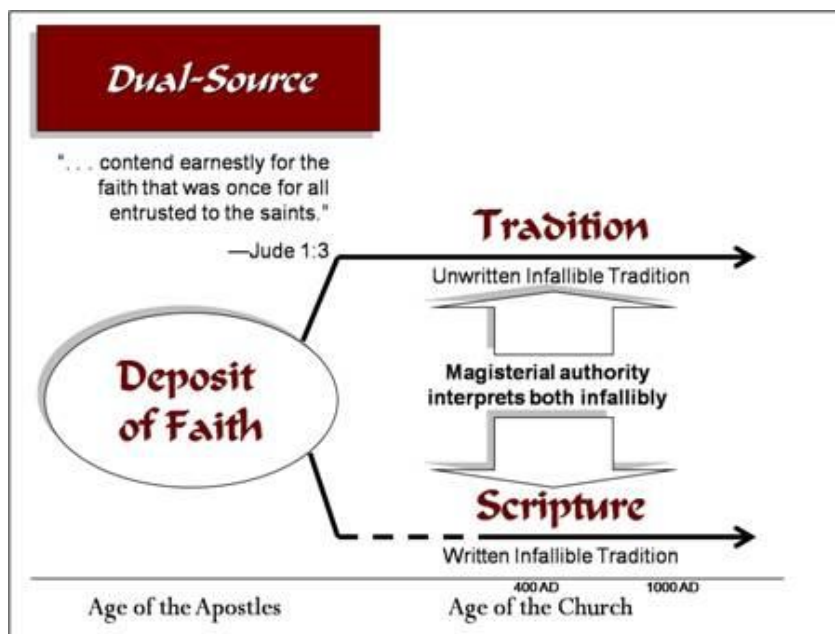 Dual-Source
". . . contend earnestly for the
faith that was once for all
entrusted to the saints."
—Jude 1:3
Tradition
Unwritten Infallible Tradition
Deposit
of Faith
Magisterial authority
interprets both infallibly
Scripture
Written Infallible Tradition
400 AD 1000 AD
Age of the Apostles Age of the Church